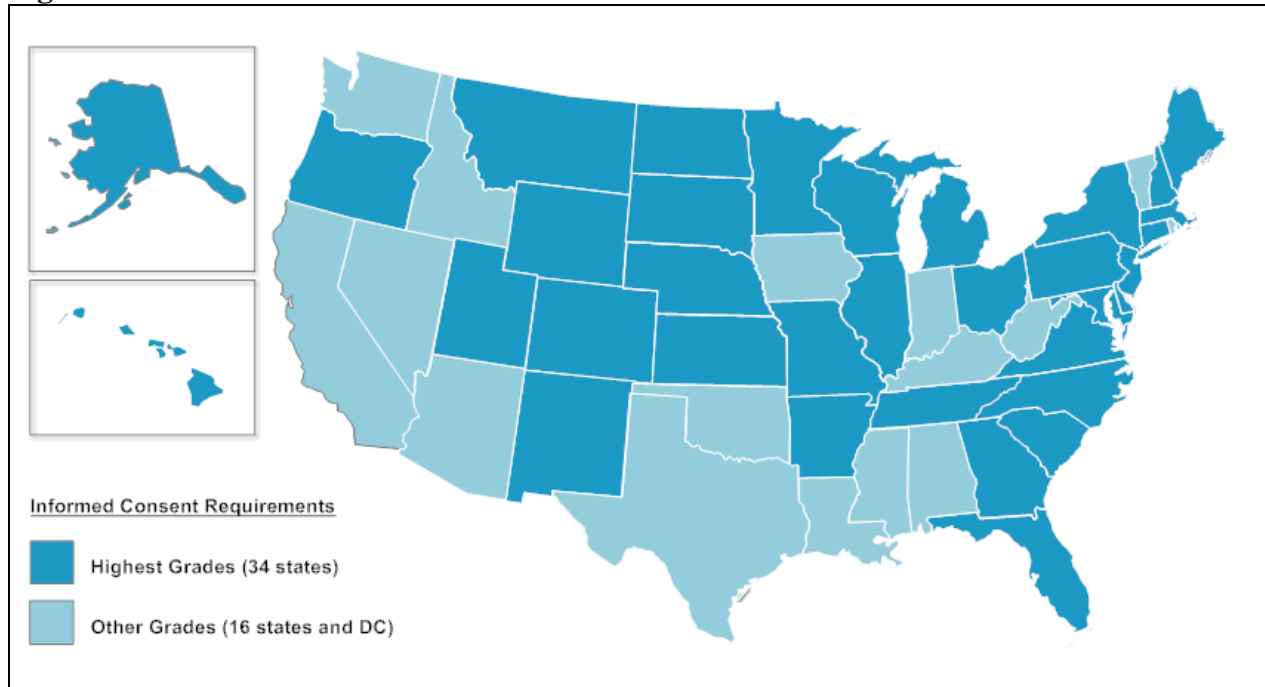 Informed Consent Requirements
Highest Grades (34 states)
Other Grades (16 states and DC)